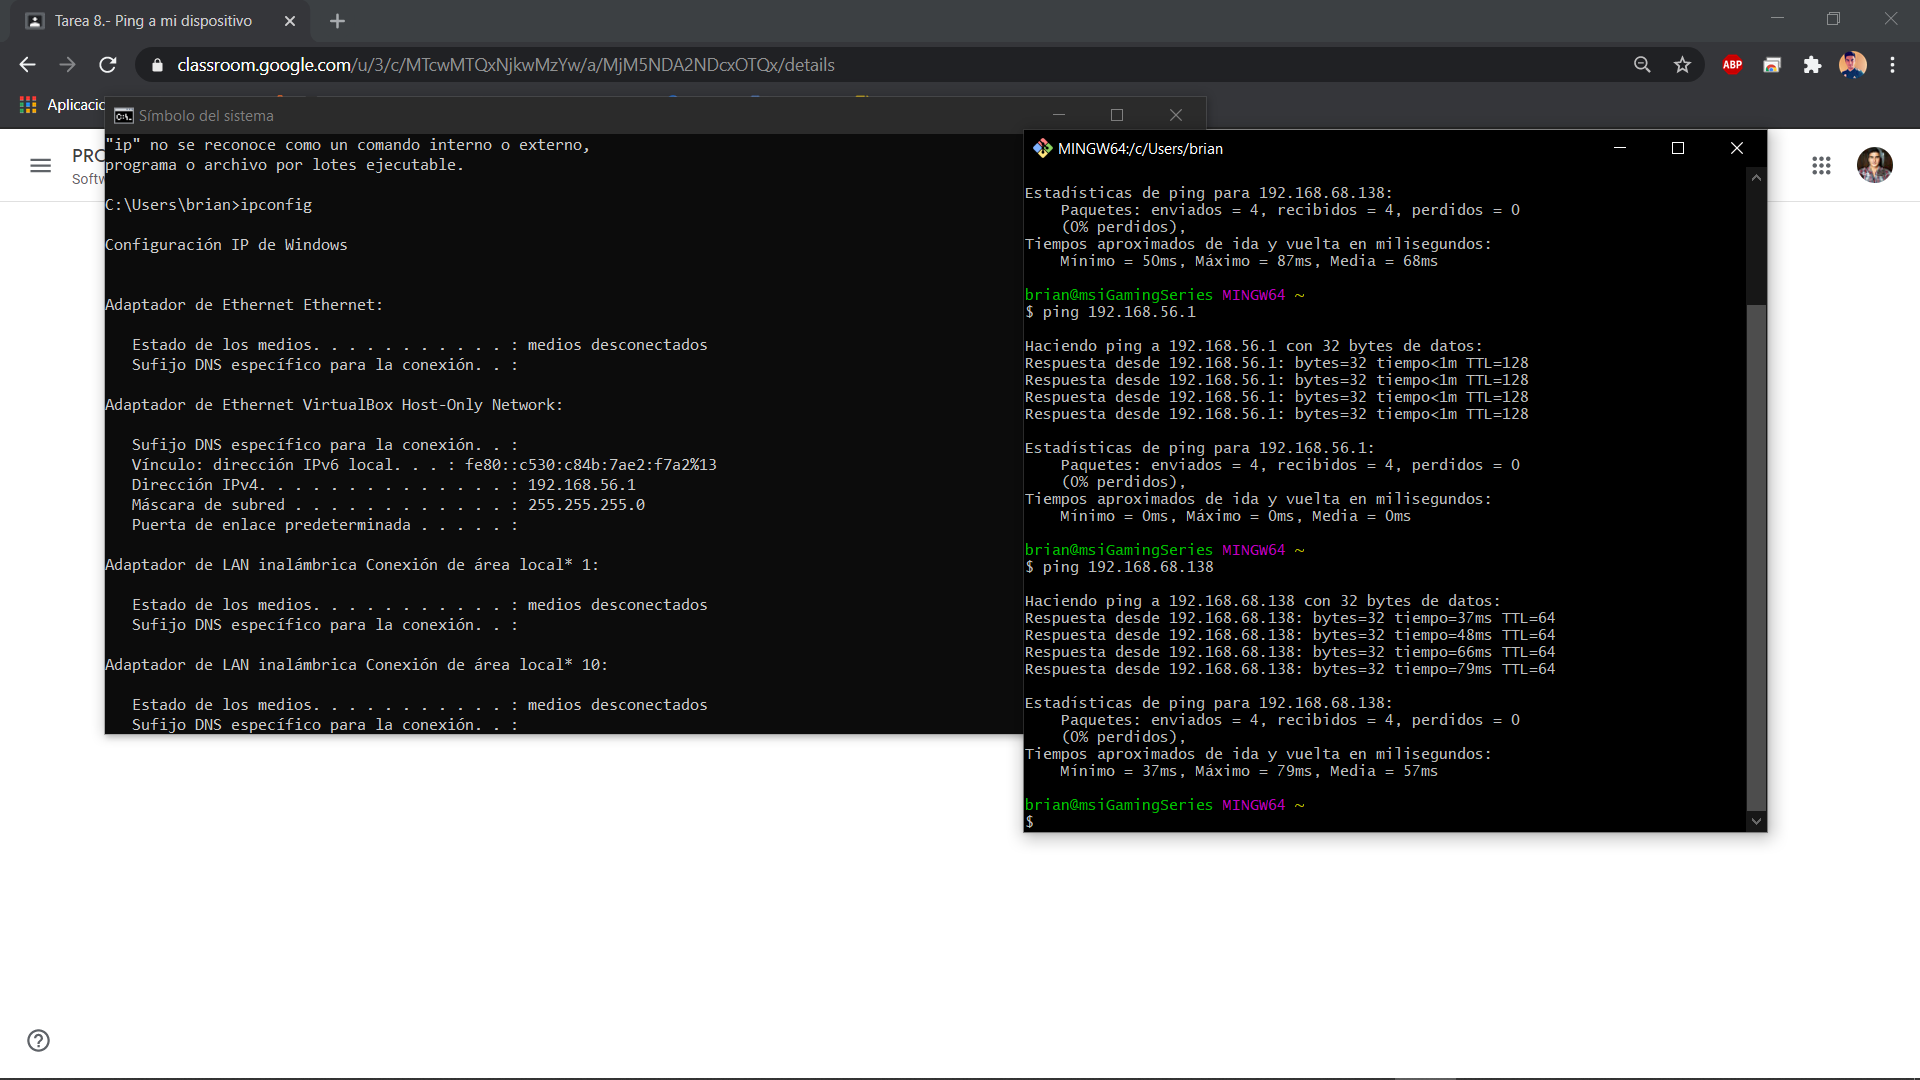 Tarea 8.- Ping a mi dispositivo
classroom.google.com/u/3/c/MTcwMTQxNjkwMzYw/a/MjM5NDA2NDcxOTQx/details
ABP
Símbolo del sistema
"ip" no se reconoce como un comando interno o externo,
programa o archivo por lotes ejecutable.
C:\Users\brian>ipconfig
Configuración IP de Windows
Adaptador de Ethernet Ethernet:
Estado de los medios. . . . . . . . . . . : medios desconectados
Sufijo DNS específico para la conexión. . :
Adaptador de Ethernet VirtualBox Host-Only Network:
Sufijo DNS específico para la conexión. . :
Vínculo: dirección IPv6 local. . . : fe80::c530:c84b:7ae2:f7a2%13
Dirección IPv4. . . . . . . . . . . . . . : 192.168.56.1
Máscara de subred . . . . . . . . . . . . : 255.255.255.0
Puerta de enlace predeterminada . . . . . :
Adaptador de LAN inalámbrica Conexión de área local* 1:
Estado de los medios. . . . . . . . . . . : medios desconectados
Sufijo DNS específico para la conexión. . :
Adaptador de LAN inalámbrica Conexión de área local* 10:
Estado de los medios. . . . . . . . . . . : medios desconectados
Sufijo DNS específico para la conexión. . :
MINGW64:/c/Users/brian
Estadísticas de ping para 192.168.68.138:
Paquetes: enviados = 4, recibidos = 4, perdidos = 0
(0% perdidos),
Tiempos aproximados de ida y vuelta en milisegundos:
Mínimo = 50ms, Máximo = 87ms, Media = 68ms
brian@msiGamingSeries MINGW64 ~
$ ping 192.168.56.1
Haciendo ping a 192.168.56.1 con 32 bytes de datos:
Respuesta desde 192.168.56.1: bytes=32 tiempo<1m TTL=128
Respuesta desde 192.168.56.1: bytes=32 tiempo<1m TTL=128
Respuesta desde 192.168.56.1: bytes=32 tiempo<1m TTL=128
Respuesta desde 192.168.56.1: bytes=32 tiempo<1m TTL=128
Estadísticas de ping para 192.168.56.1:
Paquetes: enviados = 4, recibidos = 4, perdidos = 0
(0% perdidos),
Tiempos aproximados de ida y vuelta en milisegundos:
Mínimo = 0ms, Máximo = 0ms, Media = 0ms
brian@msiGamingSeries MINGW64 ~
$ ping 192.168.68.138
Haciendo ping a 192.168.68.138 con 32 bytes de datos:
Respuesta desde 192.168.68.138: bytes=32 tiempo=37ms TTL=64
Respuesta desde 192.168.68.138: bytes=32 tiempo=48ms TTL=64
Respuesta desde 192.168.68.138: bytes=32 tiempo=66ms TTL=64
Respuesta desde 192.168.68.138: bytes=32 tiempo=79ms TTL=64
Estadísticas de ping para 192.168.68.138:
Paquetes: enviados = 4, recibidos = 4, perdidos = 0
(0% perdidos),
Tiempos aproximados de ida y vuelta en milisegundos:
Mínimo = 37ms, Máximo = 79ms, Media = 57ms
brian@msiGamingSeries MINGW64 ~
$